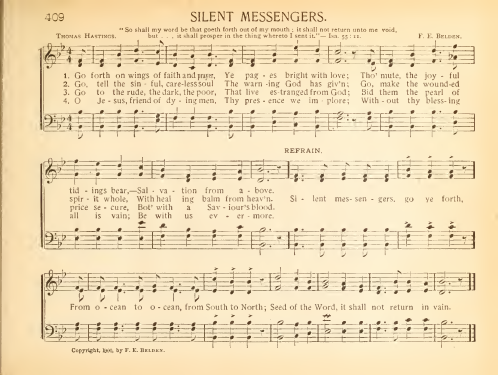 409
SILENT MESSENGERS.
"So shall my word be that goeth forth out of my mouth; it shall not return unto me void,
THOMAS HASTINGS. but . . . it shall prosper in the thing whereto I sent it."—Isa. 55:11. F. E. BELDEN.
1. Go forth on wings of faith and praye, Ye pag - es bright with love; Tho' mute, the joy - ful
2. Go, tell the sin - ful, careless soul The warn-ing God has giv'n; Go, make the wound-ed
3. Go to the rude, the dark, the poor, That live es-tranged from God; Bid them the pearl of
4. O Je - sus, friend of dy - ing men, Thy pres - ence we im - plore; With-out thy bless-ing
REFRAIN.
tid - ings bear,—Sal - va - tion from a - bove.
spir - it whole, With heal ing balm from heav'n. Si - lent mes-sen - gers, go ye forth,
price se - cure, Bot' with a Sav - iour's blood.
all is vain; Be with us ev - er - more.
From o - cean to o - cean, from South to North; Seed of the Word, it shall not return in vain.
Copyright, by F. E. BELDEN.